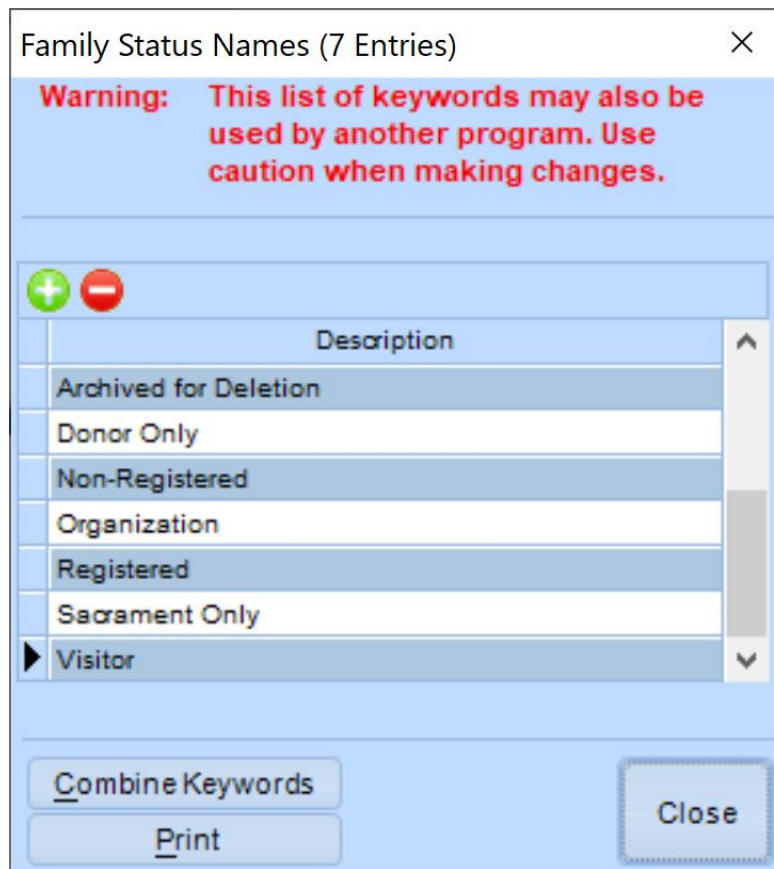 Family Status Names (7 Entries)
Warning: This list of keywords may also be
used by another program. Use
caution when making changes.
Description
Archived for Deletion
Donor Only
Non-Registered
Organization
Registered
Sacrament Only
Visitor
Combine Keywords
Print
Close